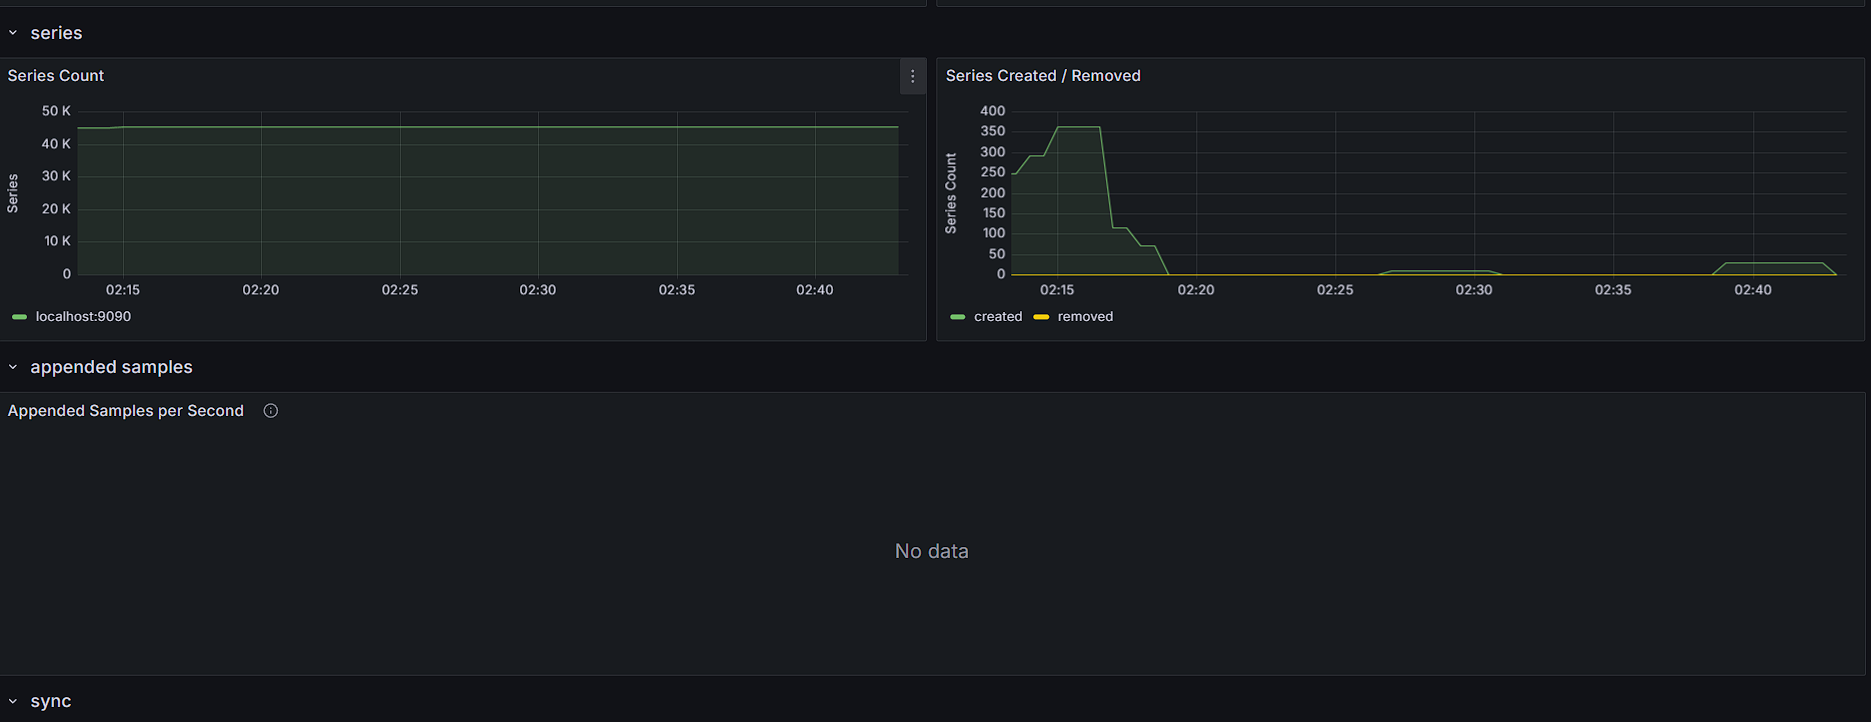 series
Series Count
Series
50 K
40 K
30 K
20 K
10 K
0
02:15 02:20 02:25 02:30 02:35 02:40
localhost:9090
Series Created / Removed
Series Count
400
350
300
250
200
150
100
50
0
02:15 02:20 02:25 02:30 02:35 02:40
created removed
appended samples
Appended Samples per Second
No data
sync